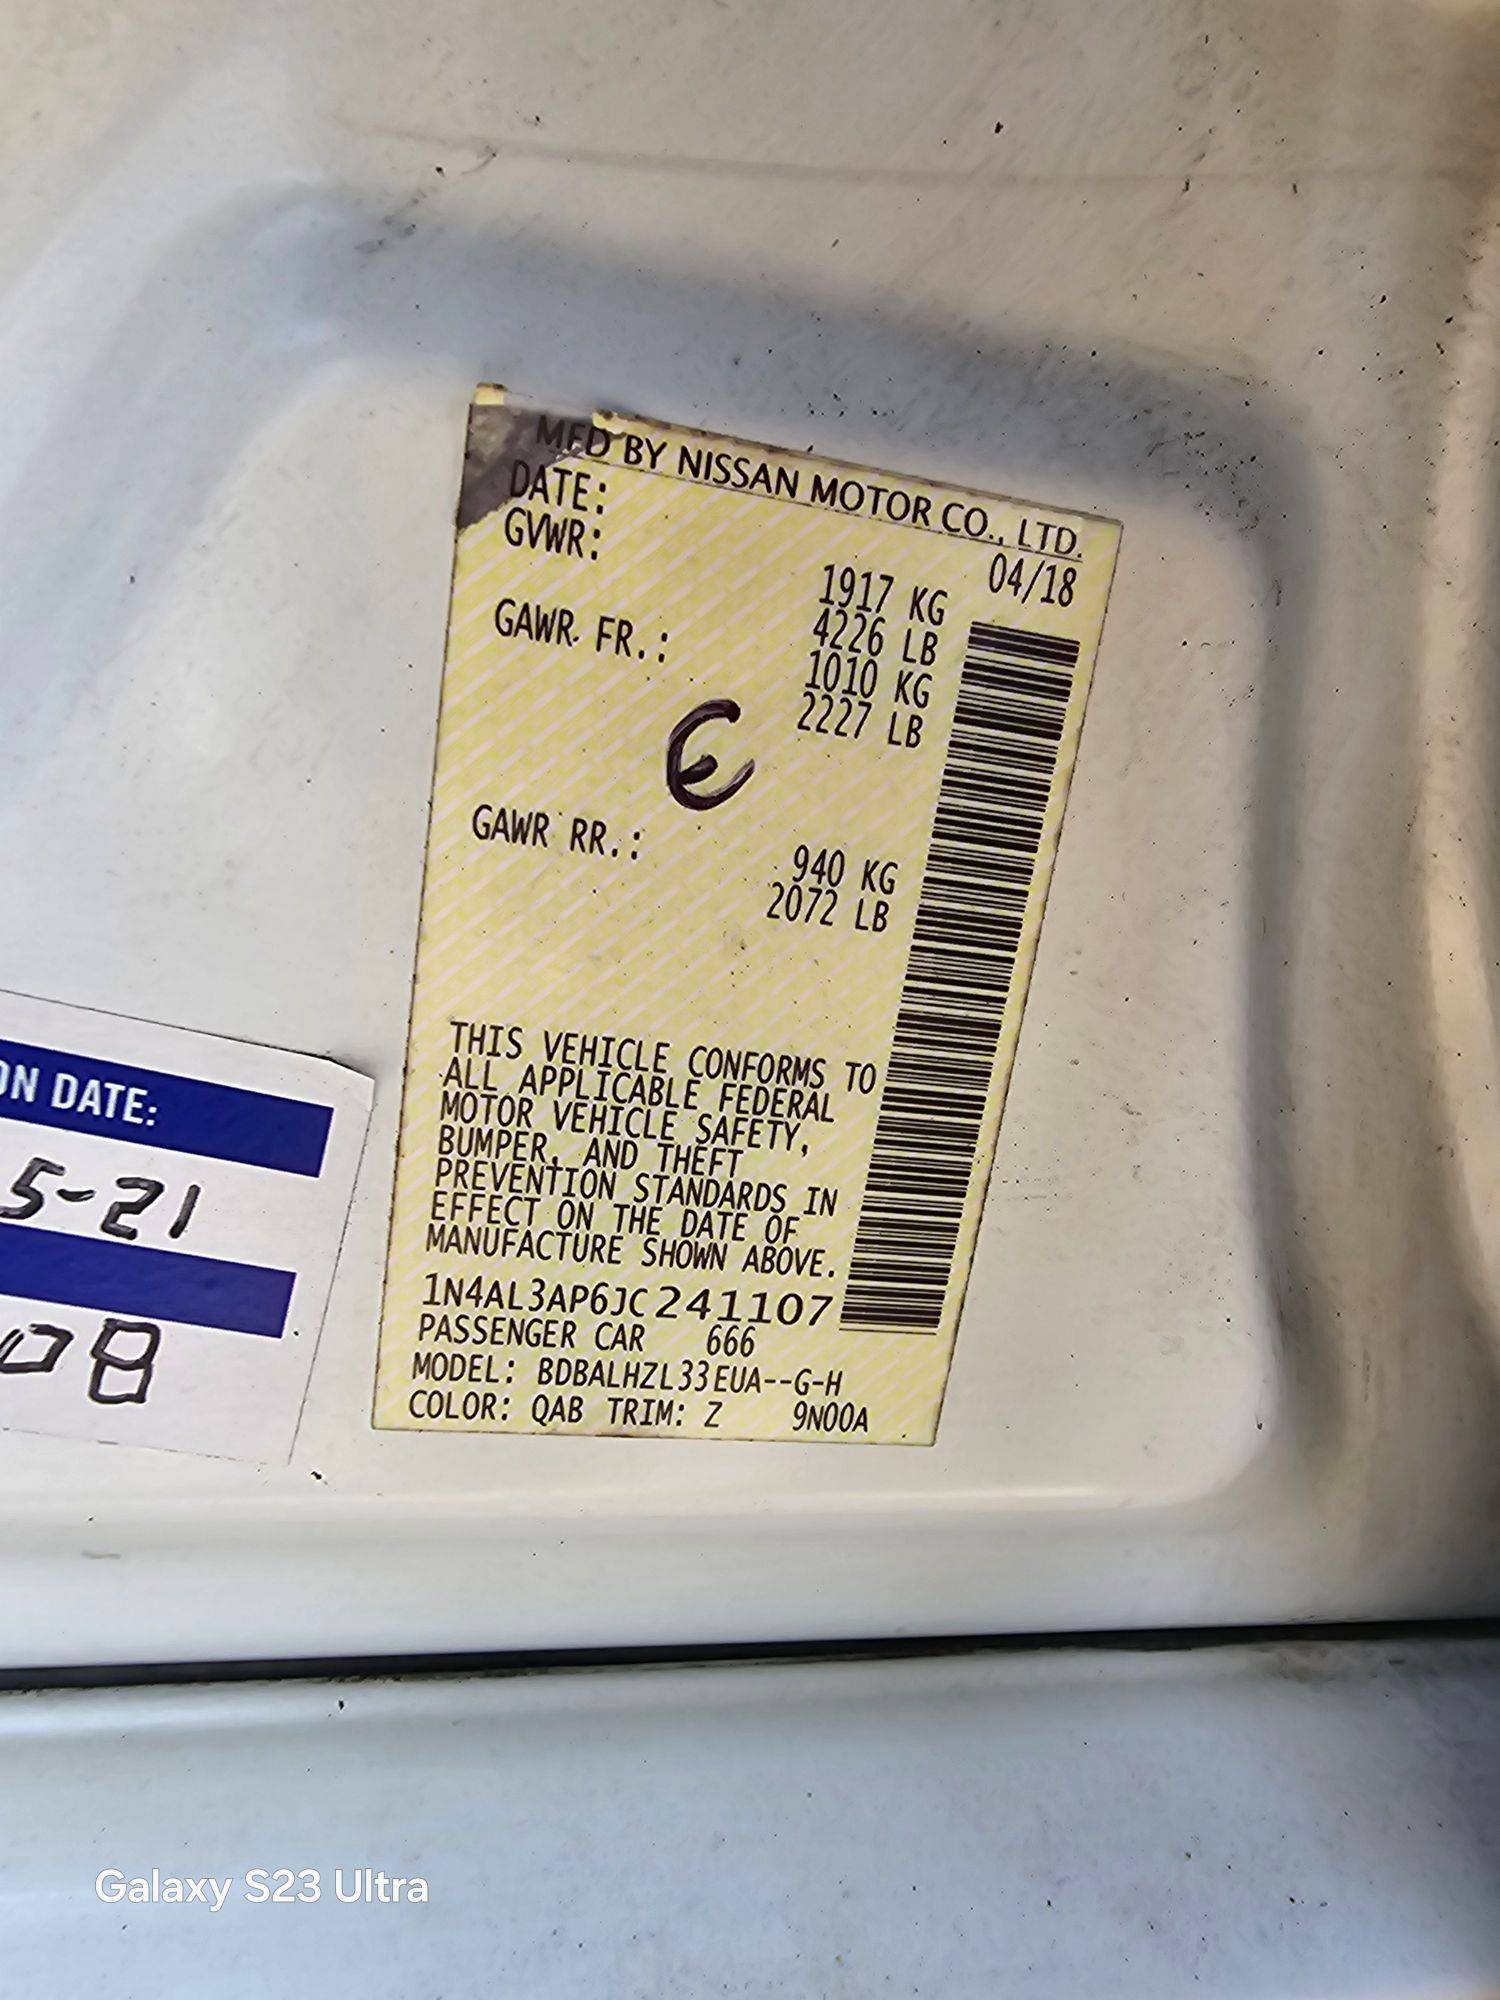 MFD BY NISSAN MOTOR CO., LTD.
DATE: 04/18
GVWR: 1917 KG
4226 LB
GAWR FR.: 1010 KG
2227 LB
E
GAWR RR.: 940 KG
2072 LB
THIS VEHICLE CONFORMS TO
ALL APPLICABLE FEDERAL
MOTOR VEHICLE SAFETY,
BUMPER, AND THEFT
PREVENTION STANDARDS IN
EFFECT ON THE DATE OF
MANUFACTURE SHOWN ABOVE.
1N4AL3AP6JC241107
PASSENGER CAR 666
MODEL: BDBALHZL33EUA--G-H
COLOR: QAB TRIM: Z 9N00A
ON DATE:
5-21
08
Galaxy S23 Ultra